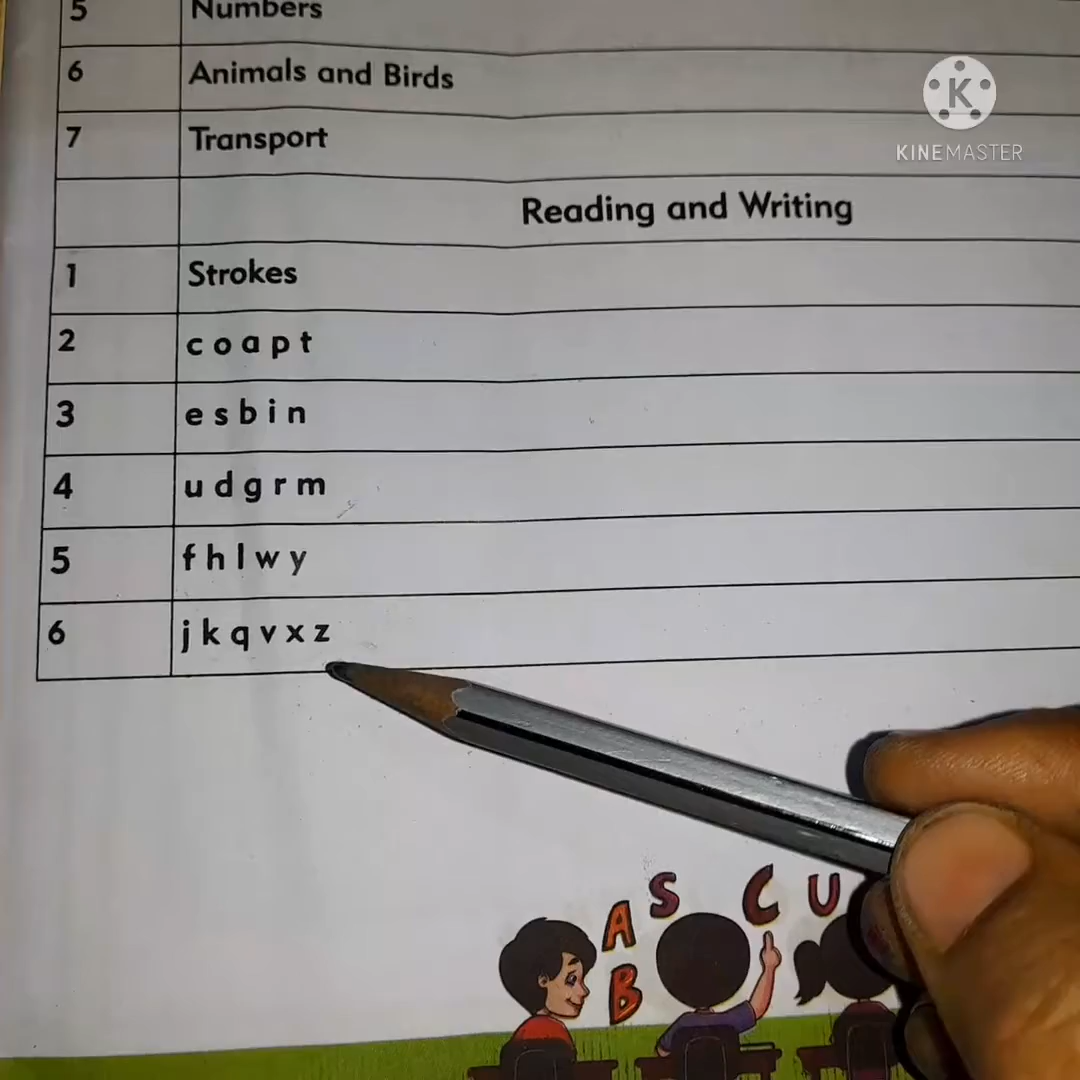 5 Numbers
6 Animals and Birds
7 Transport
K
KINEMASTER
Reading and Writing
1 Strokes
2 c o a p t
3 e s b i n
4 u d g r m
5 f h l w y
6 j k q v x z
A S C U
B